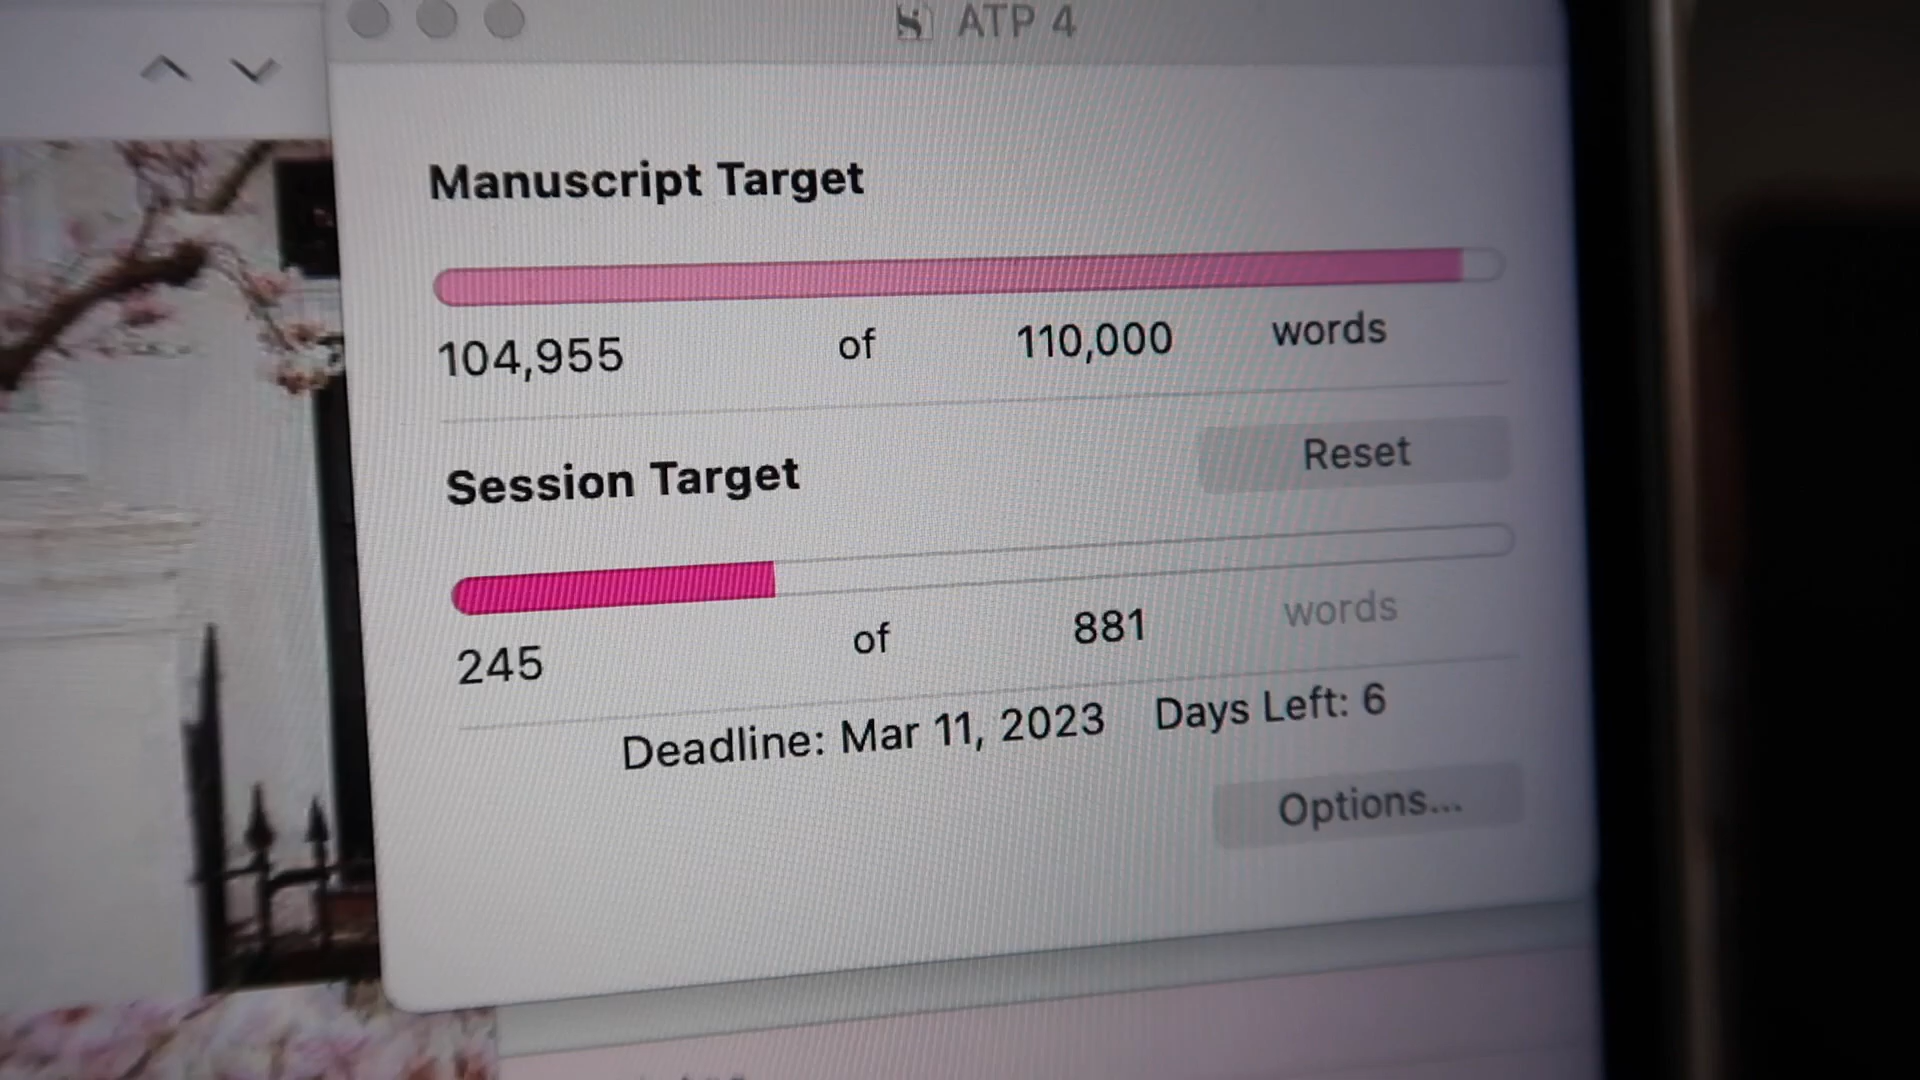 ATP 4
Manuscript Target
104,955 of 110,000 words
Session Target Reset
245 of 881 words
Deadline: Mar 11, 2023 Days Left: 6
Options...